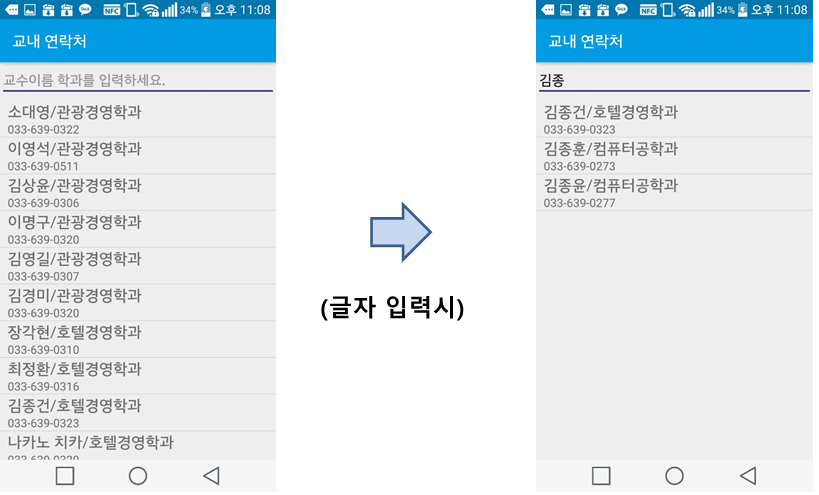 NFC 34% 오후 11:08
교내 연락처
교수이름 학과를 입력하세요.
소대영/관광경영학과
033-639-0322
이영석/관광경영학과
033-639-0511
김상윤/관광경영학과
033-639-0306
이명구/관광경영학과
033-639-0320
김영길/관광경영학과
033-639-0307
김경미/관광경영학과
033-639-0320
장각현/호텔경영학과
033-639-0310
최정환/호텔경영학과
033-639-0316
김종건/호텔경영학과
033-639-0323
나카노 치카/호텔경영학과
(글자 입력시)
NFC 34% 오후 11:08
교내 연락처
김종
김종건/호텔경영학과
033-639-0323
김종훈/컴퓨터공학과
033-639-0273
김종윤/컴퓨터공학과
033-639-0277